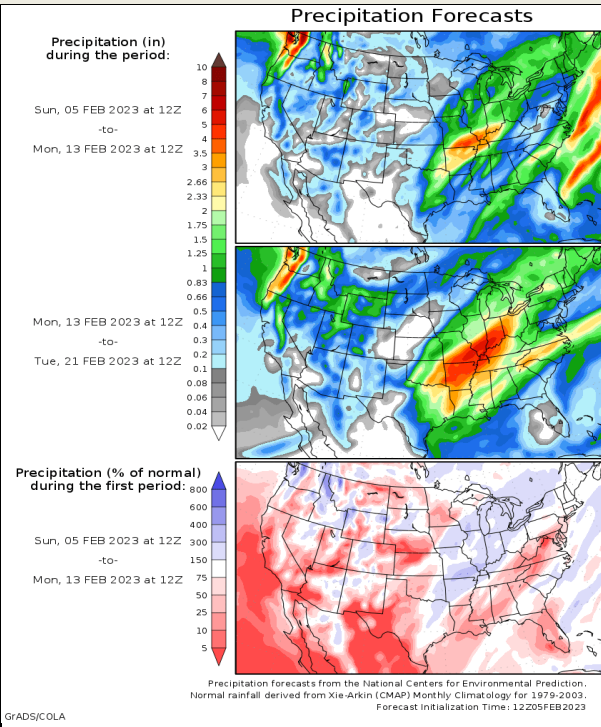 Precipitation Forecasts
Precipitation (in)
during the period:
Sun, 05 FEB 2023 at 12Z
-to-
Mon, 13 FEB 2023 at 12Z
10
8
7
6
5
4
3.5
3
2.66
2.33
2
1.75
1.5
1.25
1
0.83
0.66
0.5
0.4
0.3
0.2
0.1
0.08
0.06
0.04
0.02
Mon, 13 FEB 2023 at 12Z
-to-
Tue, 21 FEB 2023 at 12Z
Precipitation (% of normal)
during the first period:
Sun, 05 FEB 2023 at 12Z
-to-
Mon, 13 FEB 2023 at 12Z
800
600
400
300
150
75
50
25
10
5
Precipitation forecasts from the National Centers for Environmental Prediction.
Normal rainfall derived from Xie-Arkin (CMAP) Monthly Climatology for 1979-2003.
Forecast Initialization Time: 12Z05FEB2023
GrADS/COLA